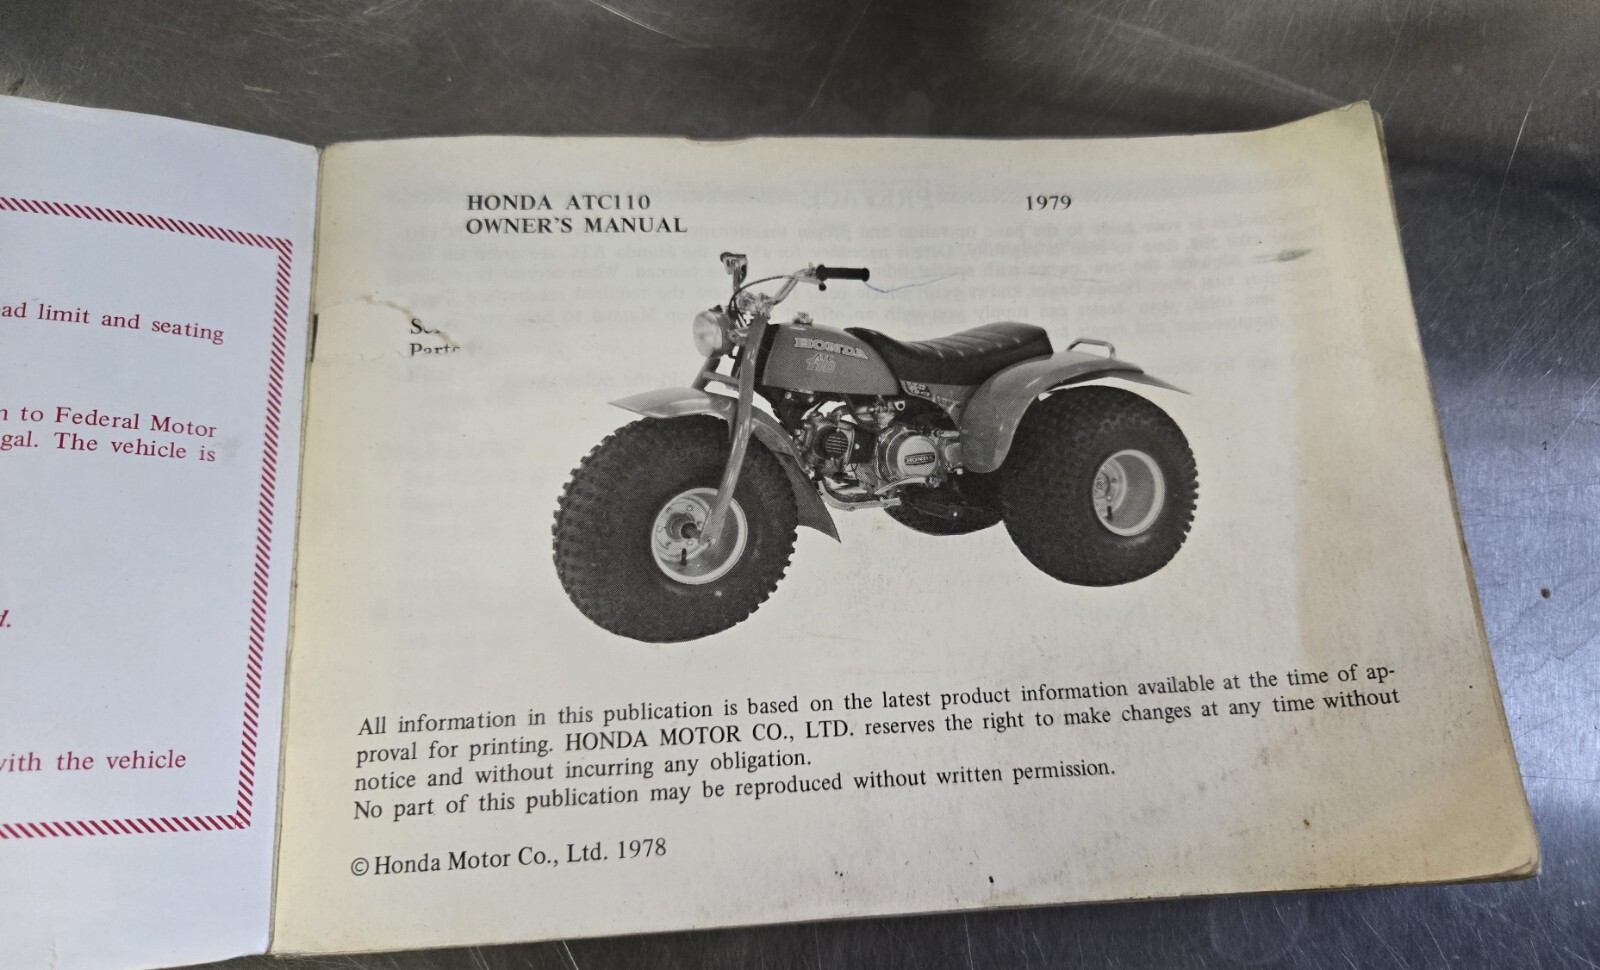 ad limit and seating
to Federal Motor
gal. The vehicle is
d.
with the vehicle
HONDA ATC110
OWNER'S MANUAL
1979
Parts
HONDA
ATC
110
HONDA
All information in this publication is based on the latest product information available at the time of ap-
proval for printing. HONDA MOTOR CO., LTD. reserves the right to make changes at any time without
notice and without incurring any obligation.
No part of this publication may be reproduced without written permission.
© Honda Motor Co., Ltd. 1978